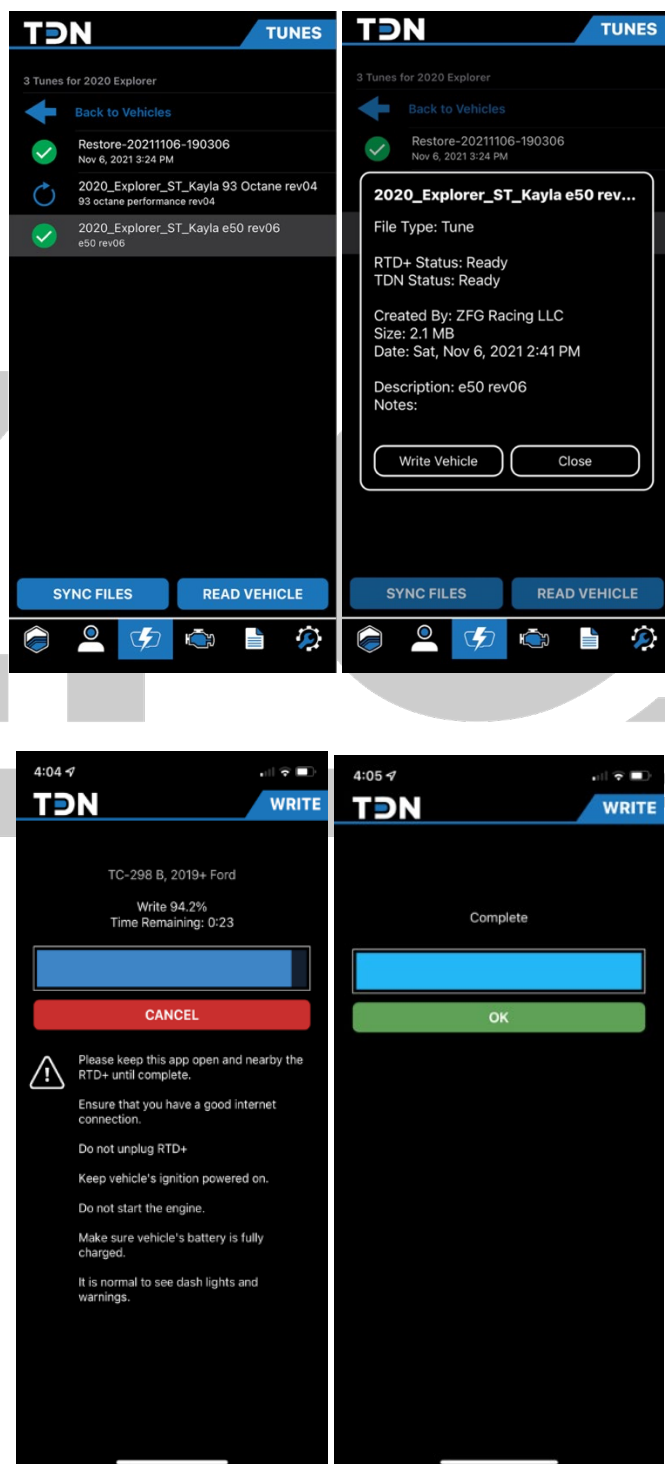 TDN
TUNES
3 Tunes for 2020 Explorer
Back to Vehicles
Restore-20211106-190306
Nov 6, 2021 3:24 PM
2020_Explorer_ST_Kayla 93 Octane rev04
93 octane performance rev04
2020_Explorer_ST_Kayla e50 rev06
e50 rev06
SYNC FILES
READ VEHICLE
TDN
TUNES
3 Tunes for 2020 Explorer
Back to Vehicles
Restore-20211106-190306
Nov 6, 2021 3:24 PM
2020_Explorer_ST_Kayla e50 rev...
File Type: Tune
RTD+ Status: Ready
TDN Status: Ready
Created By: ZFG Racing LLC
Size: 2.1 MB
Date: Sat, Nov 6, 2021 2:41 PM
Description: e50 rev06
Notes:
Write Vehicle
Close
SYNC FILES
READ VEHICLE
4:04
TDN
WRITE
TC-298 B, 2019+ Ford
Write 94.2%
Time Remaining: 0:23
CANCEL
Please keep this app open and nearby the
RTD+ until complete.
Ensure that you have a good internet
connection.
Do not unplug RTD+
Keep vehicle's ignition powered on.
Do not start the engine.
Make sure vehicle's battery is fully
charged.
It is normal to see dash lights and
warnings.
4:05
TDN
WRITE
Complete
OK